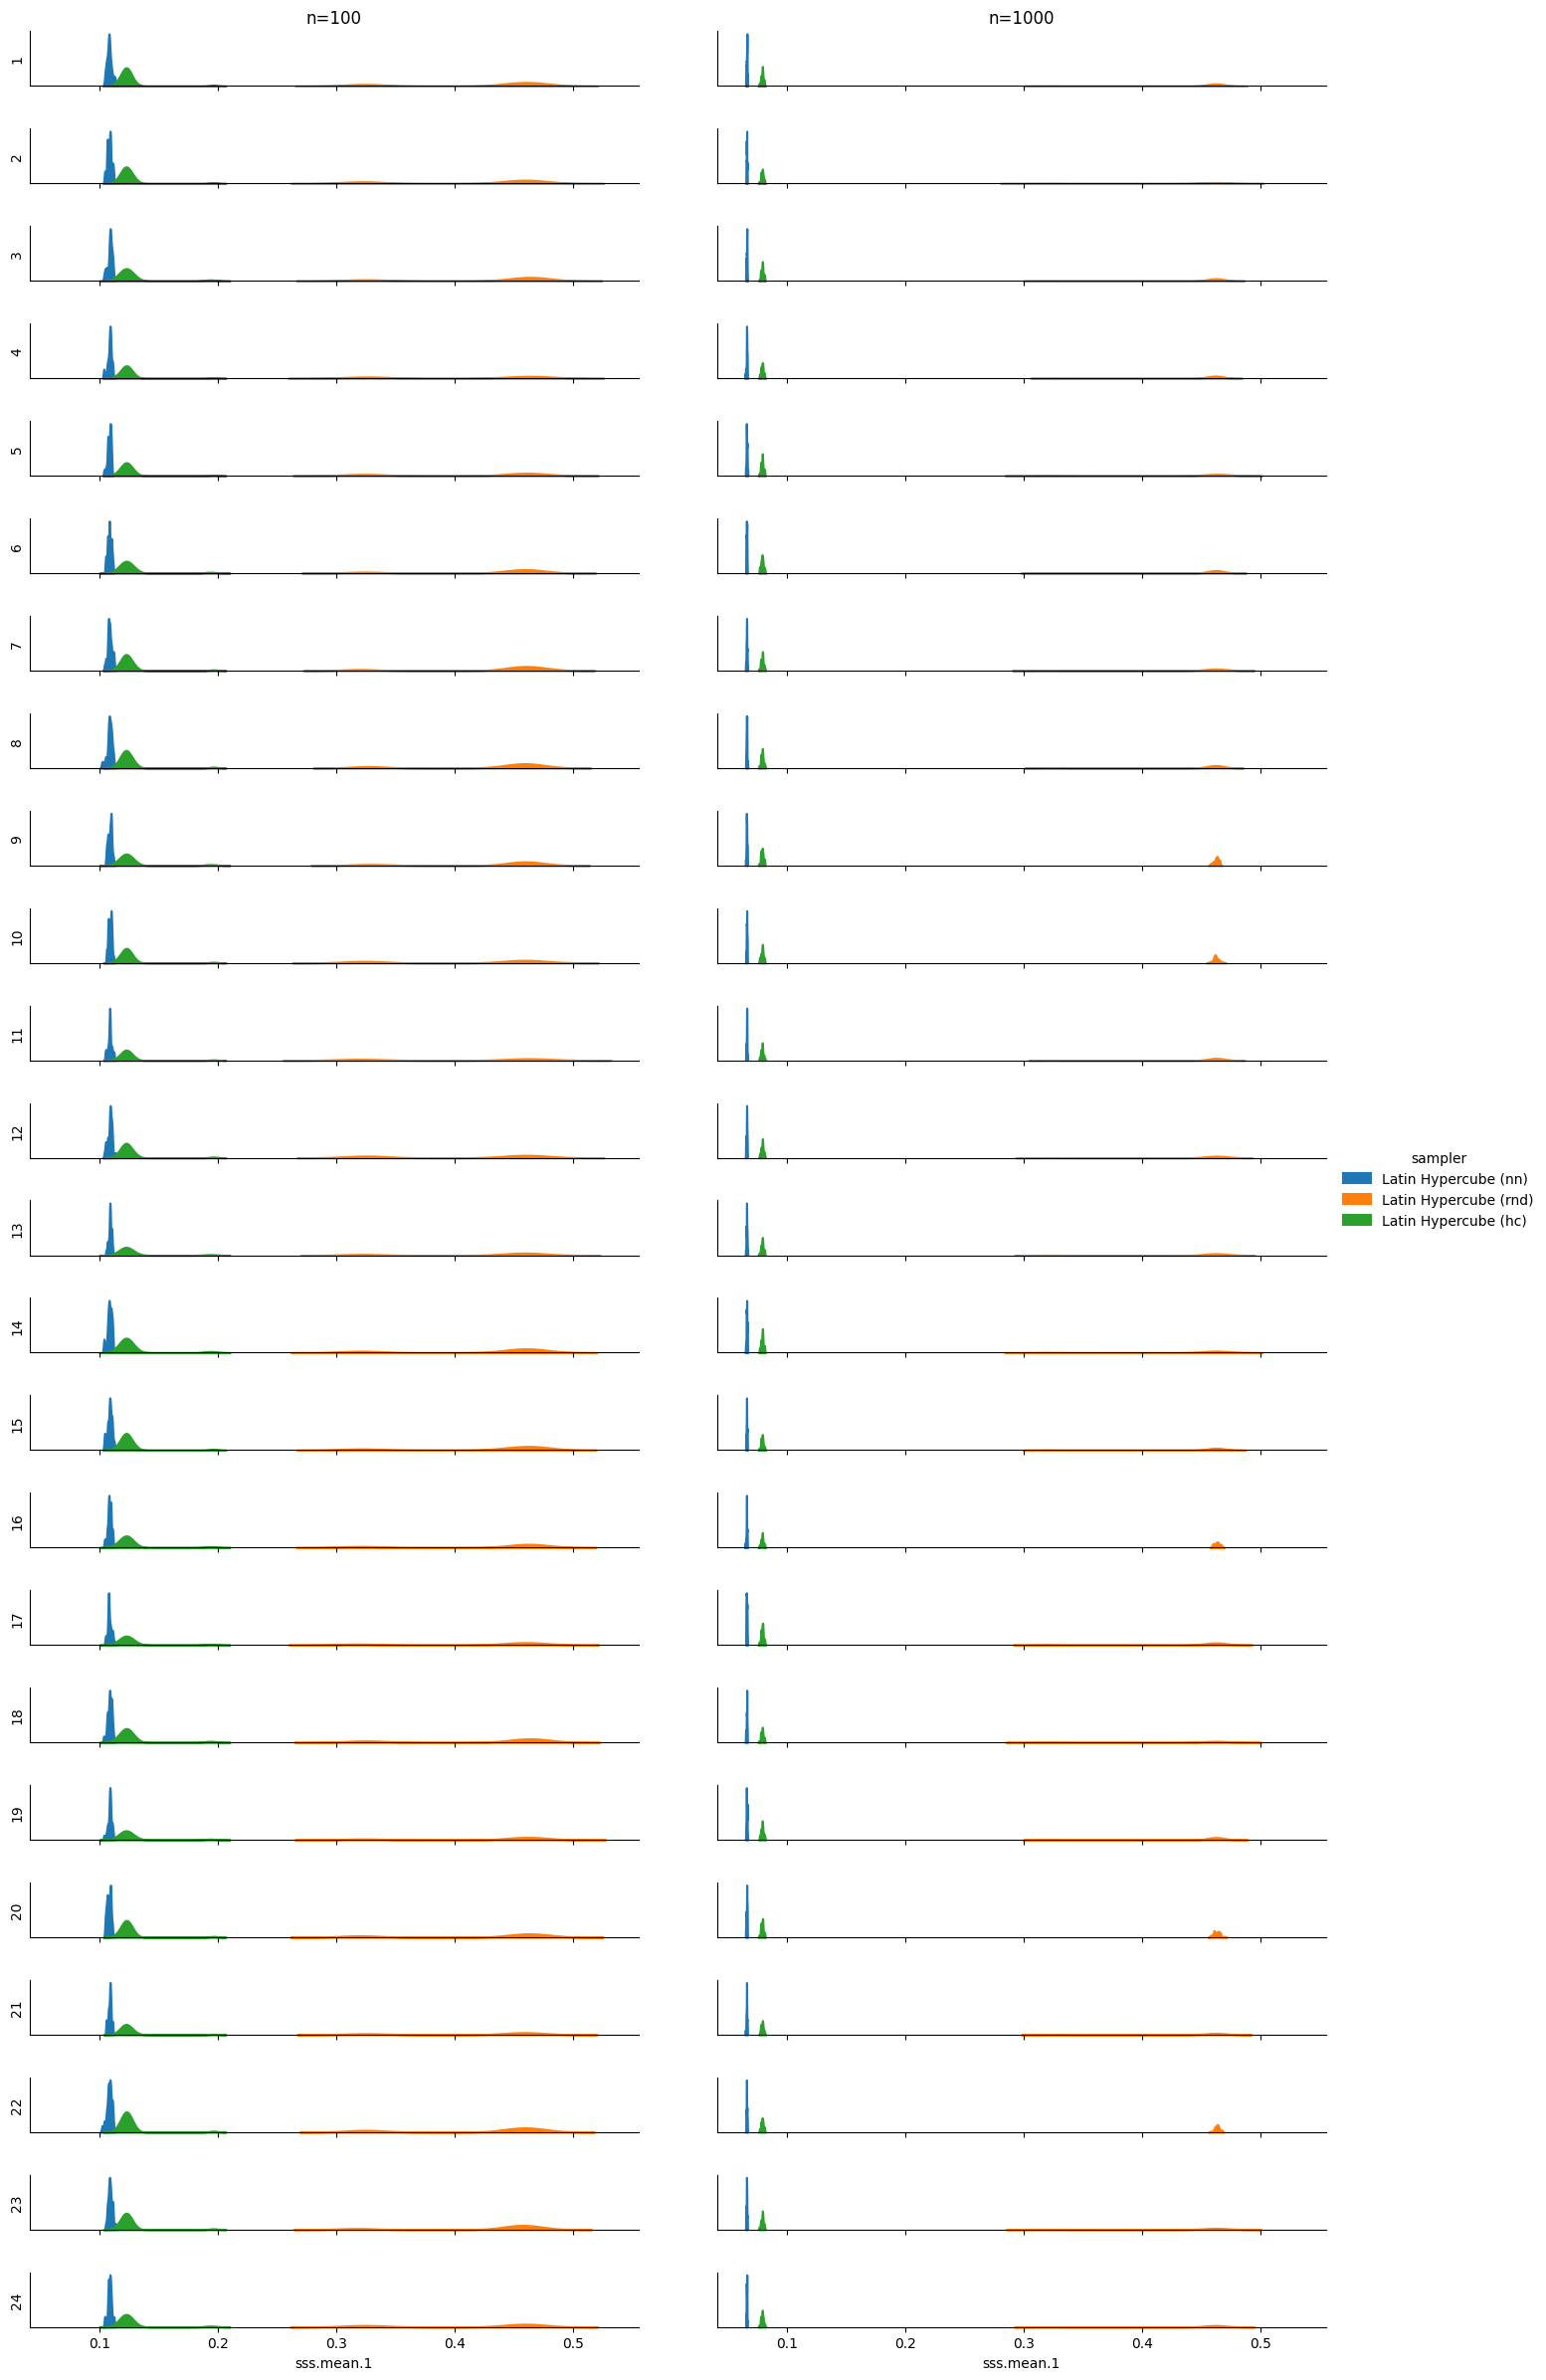 n=100
n=1000
1
2
3
4
5
6
7
8
9
10
11
12
sampler
Latin Hypercube (nn)
Latin Hypercube (rnd)
Latin Hypercube (hc)
13
14
15
16
17
18
19
20
21
22
23
24
0.1 0.2 0.3 0.4 0.5
0.1 0.2 0.3 0.4 0.5
sss.mean.1
sss.mean.1